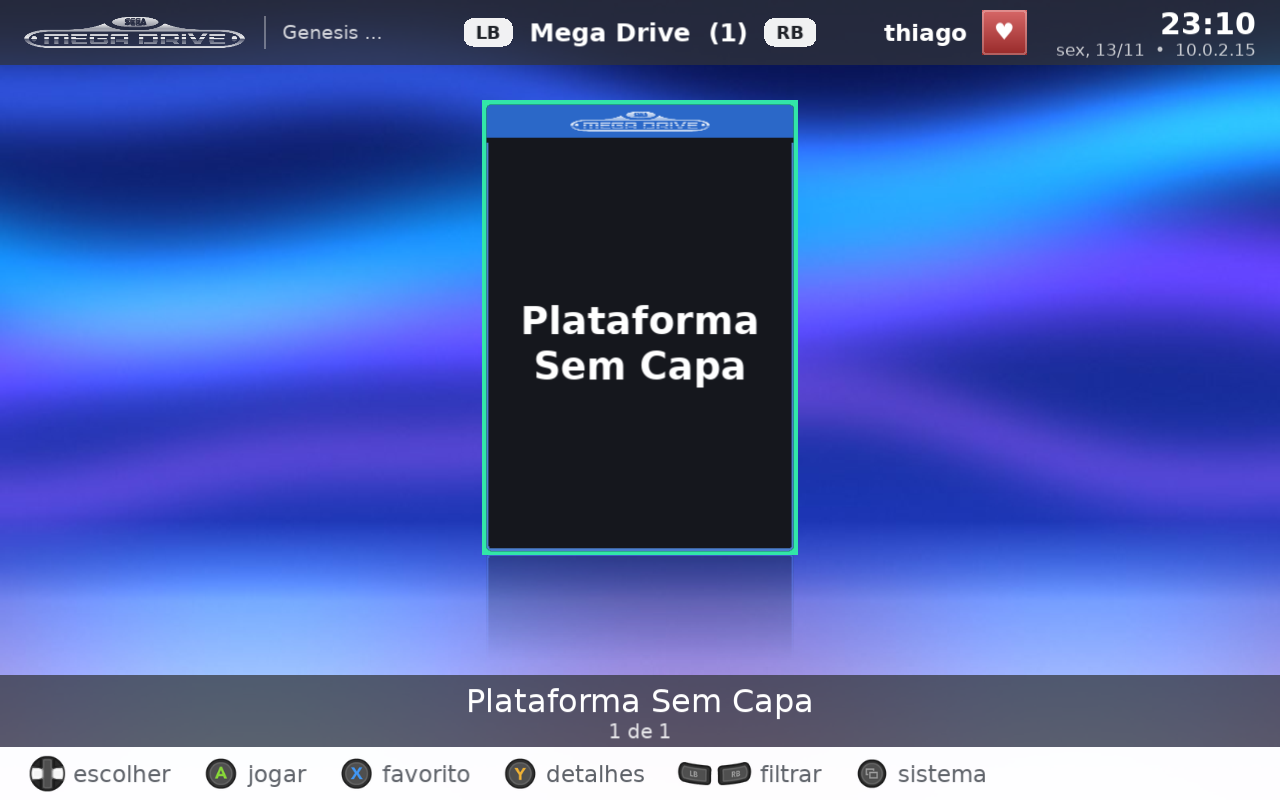 SEGA
MEGA DRIVE
Genesis ...
LB
Mega Drive (1)
RB
thiago
23:10
sex, 13/11 • 10.0.2.15
MEGA DRIVE
Plataforma
Sem Capa
Plataforma Sem Capa
1 de 1
escolher
A jogar
X favorito
Y detalhes
LB RB filtrar
sistema